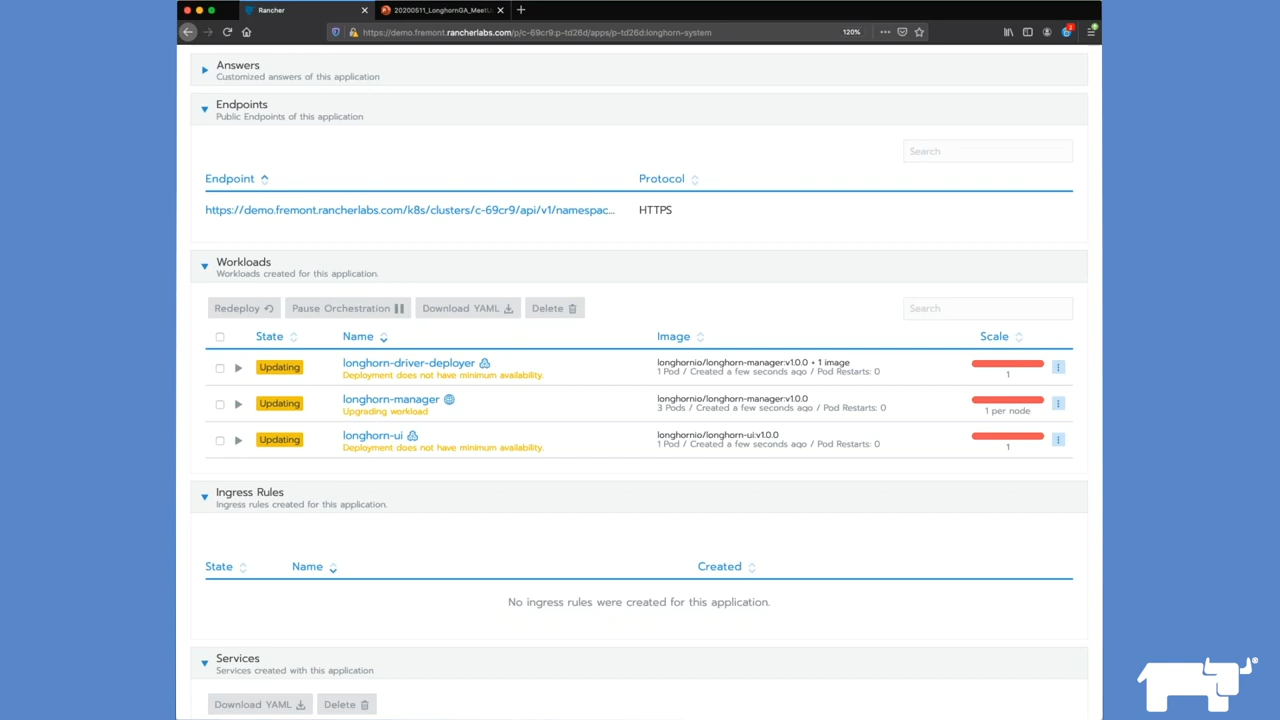 Rancher
20200511_LonghornGA_MeetU
https://demo.fremont.rancherlabs.com/p/c-69cr9:p-td26d/apps/p-td26d:longhorn-system
120%
2
Answers
Customized answers of this application
Endpoints
Public Endpoints of this application
Search
Endpoint Protocol
https://demo.fremont.rancherlabs.com/k8s/clusters/c-69cr9/api/v1/namespac... HTTPS
Workloads
Workloads created for this application.
Redeploy Pause Orchestration Download YAML Delete Search
State Name Image Scale
Updating longhorn-driver-deployer longhornio/longhorn-manager:v1.0.0 • 1 image
Deployment does not have minimum availability. 1 Pod / Created a few seconds ago / Pod Restarts: 0 1
Updating longhorn-manager longhornio/longhorn-manager:v1.0.0
Upgrading workload 3 Pods / Created a few seconds ago / Pod Restarts: 0 1 per node
Updating longhorn-ui longhornio/longhorn-ui:v1.0.0
Deployment does not have minimum availability. 1 Pod / Created a few seconds ago / Pod Restarts: 0 1
Ingress Rules
Ingress rules created for this application.
State Name Created
No ingress rules were created for this application.
Services
Services created with this application
Download YAML Delete